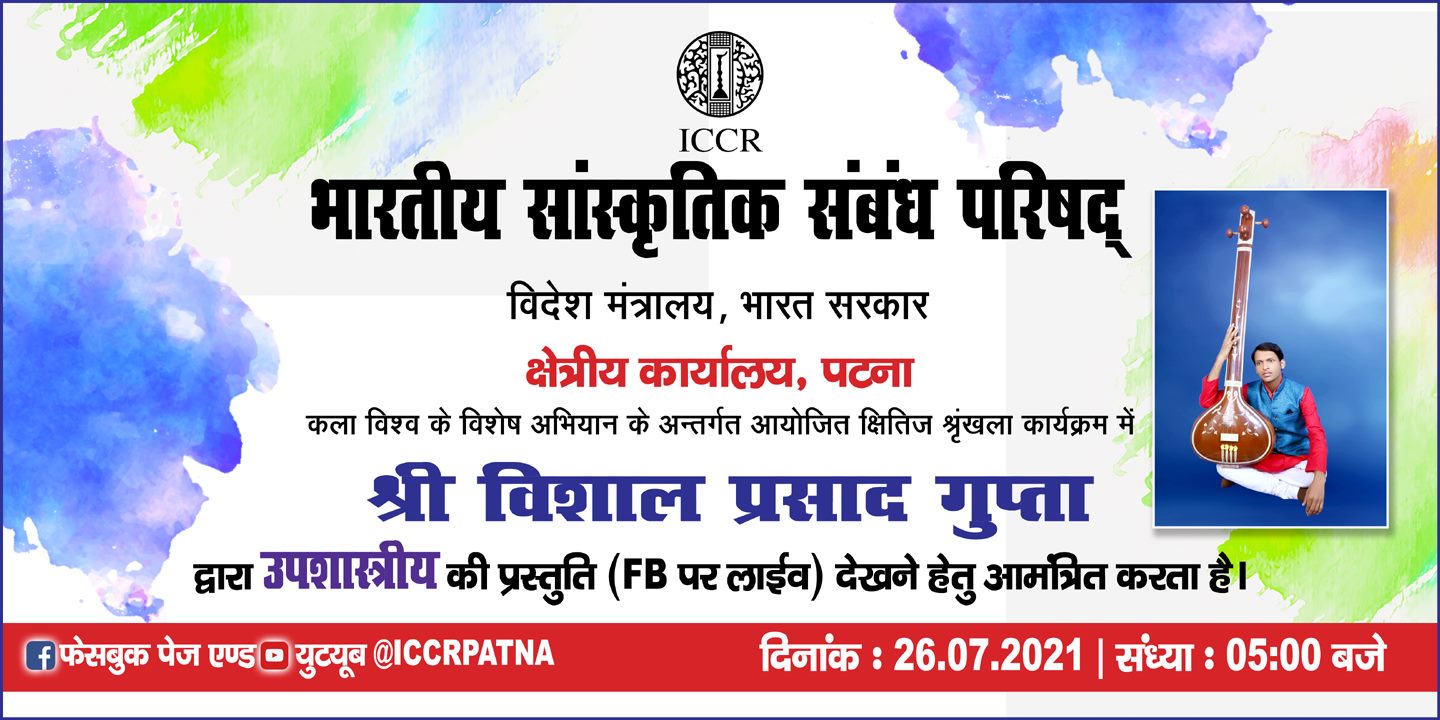 ICCR
भारतीय सांस्कृतिक संबंध परिषद्
विदेश मंत्रालय, भारत सरकार
क्षेत्रीय कार्यालय, पटना
कला विश्व के विशेष अभियान के अन्तर्गत आयोजित क्षितिज श्रृंखला कार्यक्रम में
श्री विशाल प्रसाद गुप्ता
द्वारा उपशास्त्रीय की प्रस्तुति (FB पर लाईव) देखने हेतु आमंत्रित करता है।
फेसबुक पेज एण्ड युटयूब @ICCRPATNA
दिनांक : 26.07.2021 | संध्या : 05:00 बजे